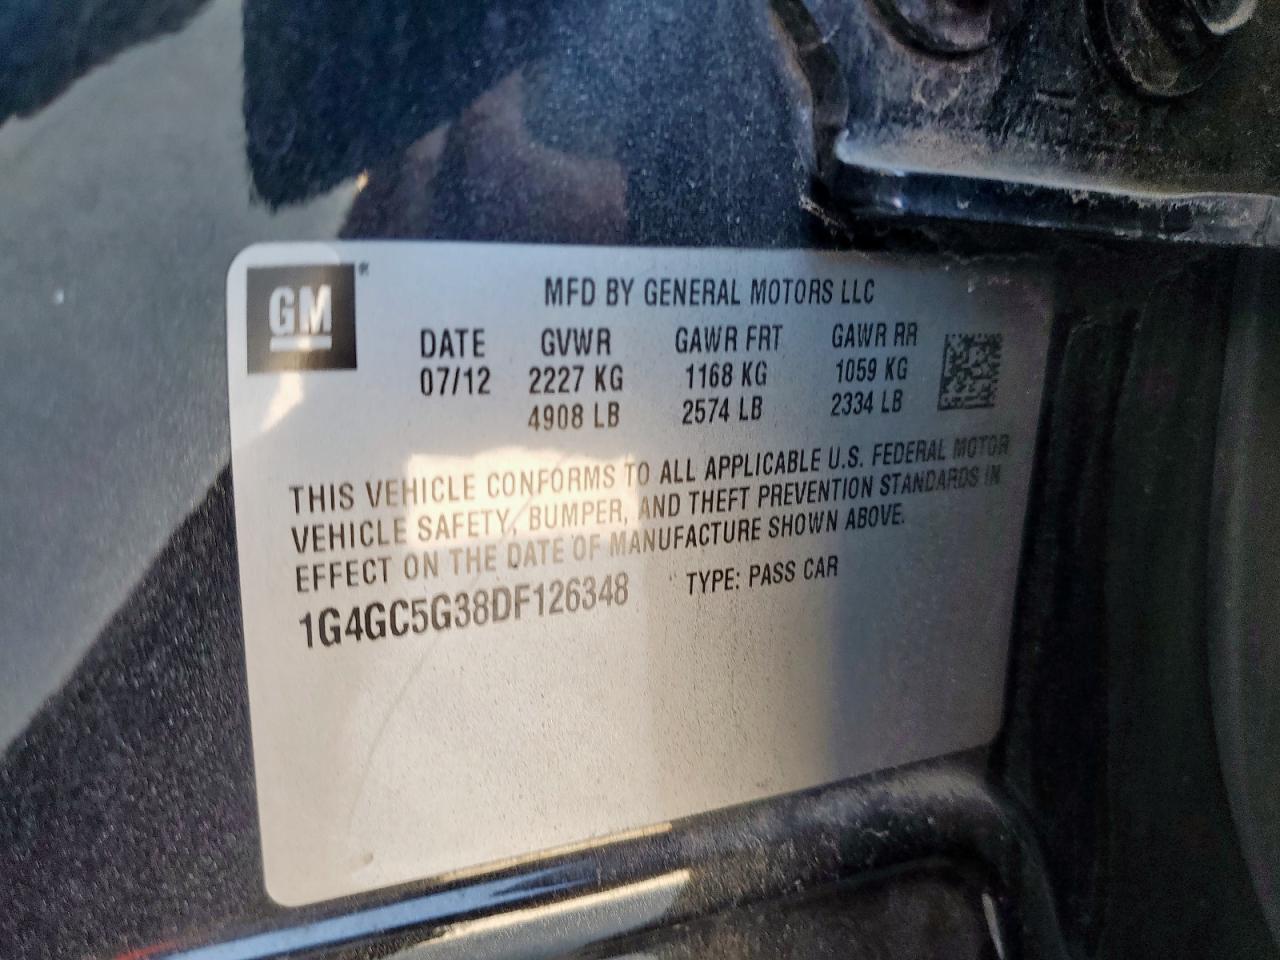 GM®
MFD BY GENERAL MOTORS LLC
DATE GVWR GAWR FRT GAWR RR
07/12 2227 KG 1168 KG 1059 KG
4908 LB 2574 LB 2334 LB
THIS VEHICLE CONFORMS TO ALL APPLICABLE U.S. FEDERAL MOTOR
VEHICLE SAFETY, BUMPER, AND THEFT PREVENTION STANDARDS IN
EFFECT ON THE DATE OF MANUFACTURE SHOWN ABOVE.
1G4GC5G38DF126348 TYPE: PASS CAR